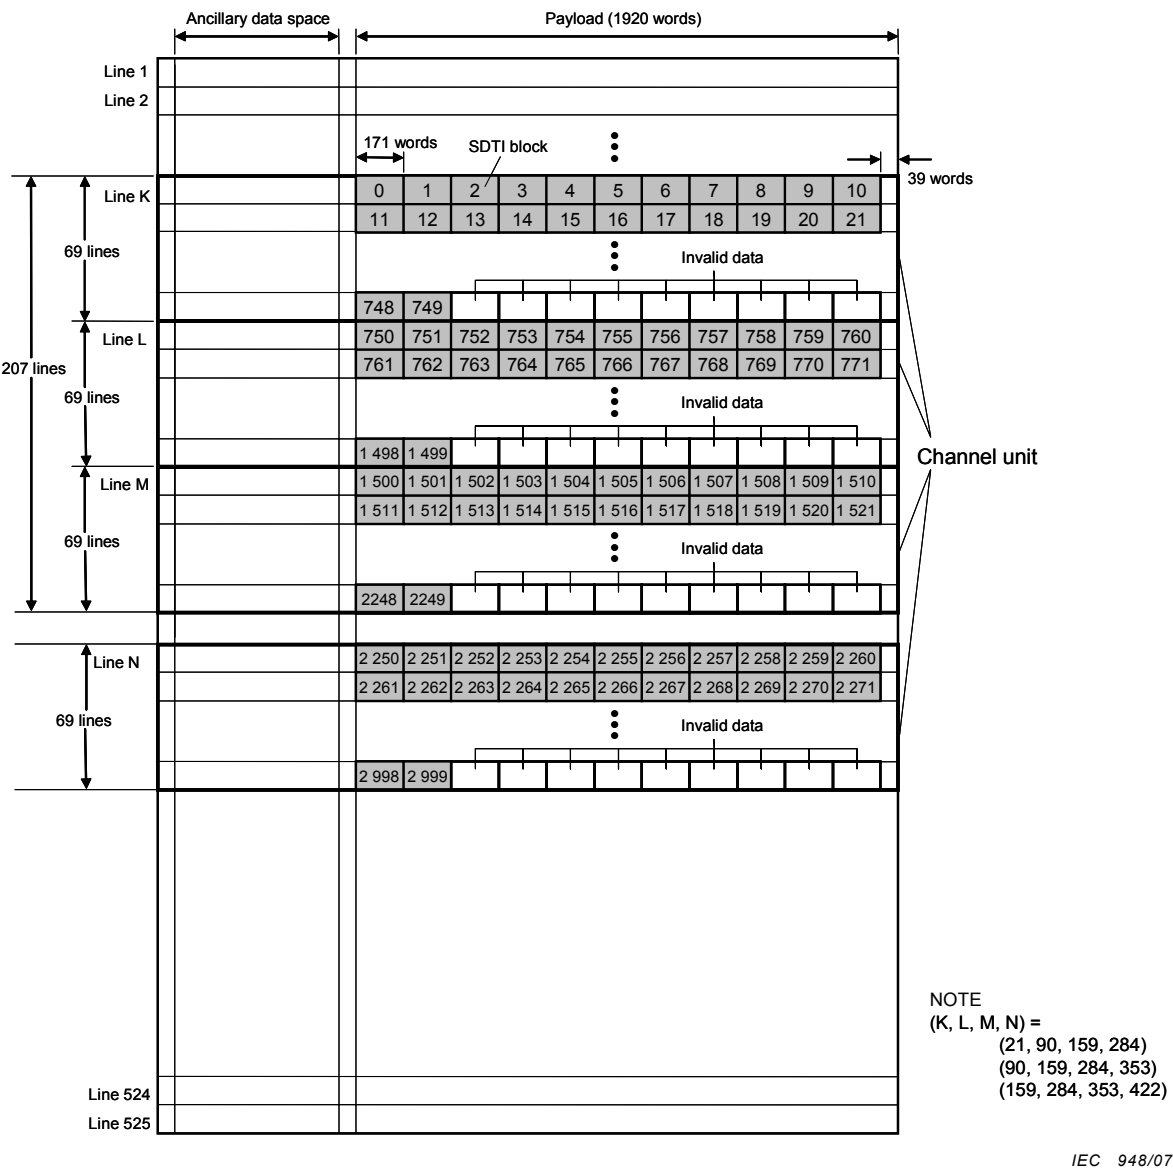 Ancillary data space
Payload (1920 words)
Line 1
Line 2
171 words
SDTI block
39 words
Line K
0 1 2 3 4 5 6 7 8 9 10
11 12 13 14 15 16 17 18 19 20 21
69 lines
Invalid data
748 749
Line L
750 751 752 753 754 755 756 757 758 759 760
761 762 763 764 765 766 767 768 769 770 771
207 lines
69 lines
Invalid data
1 498 1 499
Channel unit
Line M
1 500 1 501 1 502 1 503 1 504 1 505 1 506 1 507 1 508 1 509 1 510
1 511 1 512 1 513 1 514 1 515 1 516 1 517 1 518 1 519 1 520 1 521
69 lines
Invalid data
2248 2249
Line N
2 250 2 251 2 252 2 253 2 254 2 255 2 256 2 257 2 258 2 259 2 260
2 261 2 262 2 263 2 264 2 265 2 266 2 267 2 268 2 269 2 270 2 271
69 lines
Invalid data
2 998 2 999
NOTE
(K, L, M, N) =
(21, 90, 159, 284)
(90, 159, 284, 353)
(159, 284, 353, 422)
Line 524
Line 525
IEC 948/07